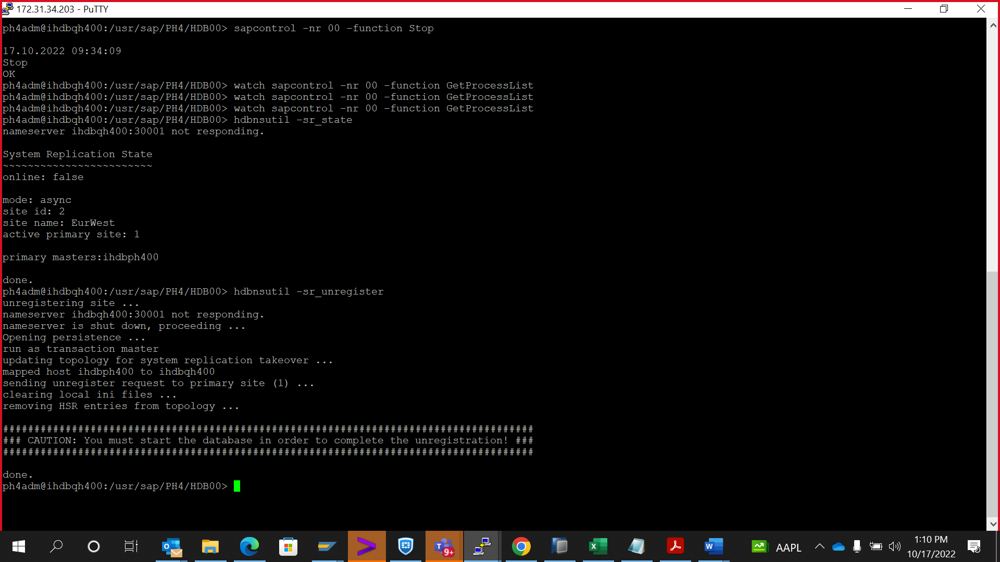 172.31.34.203 - PuTTY
ph4adm@ihdbqh400:/usr/sap/PH4/HDB00> sapcontrol -nr 00 -function Stop
17.10.2022 09:34:09
Stop
OK
ph4adm@ihdbqh400:/usr/sap/PH4/HDB00> watch sapcontrol -nr 00 -function GetProcessList
ph4adm@ihdbqh400:/usr/sap/PH4/HDB00> watch sapcontrol -nr 00 -function GetProcessList
ph4adm@ihdbqh400:/usr/sap/PH4/HDB00> watch sapcontrol -nr 00 -function GetProcessList
ph4adm@ihdbqh400:/usr/sap/PH4/HDB00> hdbnsutil -sr_state
nameserver ihdbqh400:30001 not responding.
System Replication State
~~~~~~~~~~~~~~~~~~~~~~~~
online: false
mode: async
site id: 2
site name: EurWest
active primary site: 1
primary masters:ihdbph400
done.
ph4adm@ihdbqh400:/usr/sap/PH4/HDB00> hdbnsutil -sr_unregister
unregistering site ...
nameserver ihdbqh400:30001 not responding.
nameserver is shut down, proceeding ...
Opening persistence ...
run as transaction master
updating topology for system replication takeover ...
mapped host ihdbph400 to ihdbqh400
sending unregister request to primary site (1) ...
clearing local ini files ...
removing HSR entries from topology ...
#####################################################################################
### CAUTION: You must start the database in order to complete the unregistration! ###
#####################################################################################
done.
ph4adm@ihdbqh400:/usr/sap/PH4/HDB00>
AAPL
1:10 PM
10/17/2022
9+